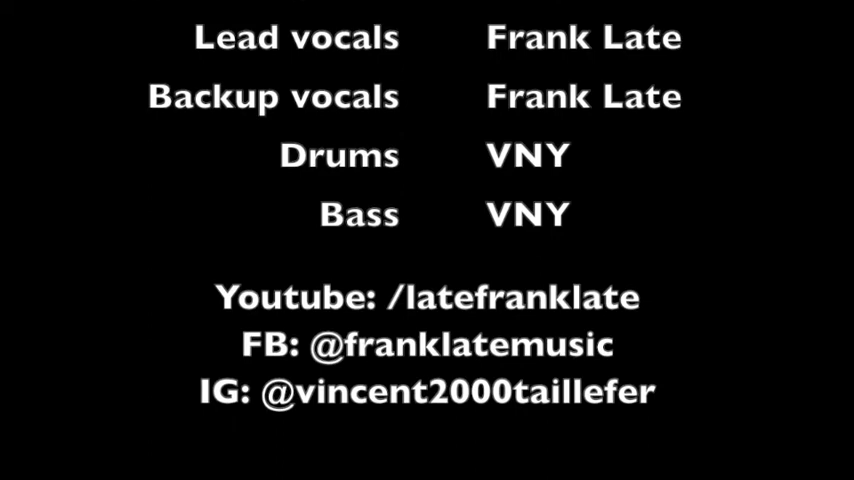 Lead vocals Frank Late
Backup vocals Frank Late
Drums VNY
Bass VNY
Youtube: /latefranklate
FB: @franklatemusic
IG: @vincent2000taillefer